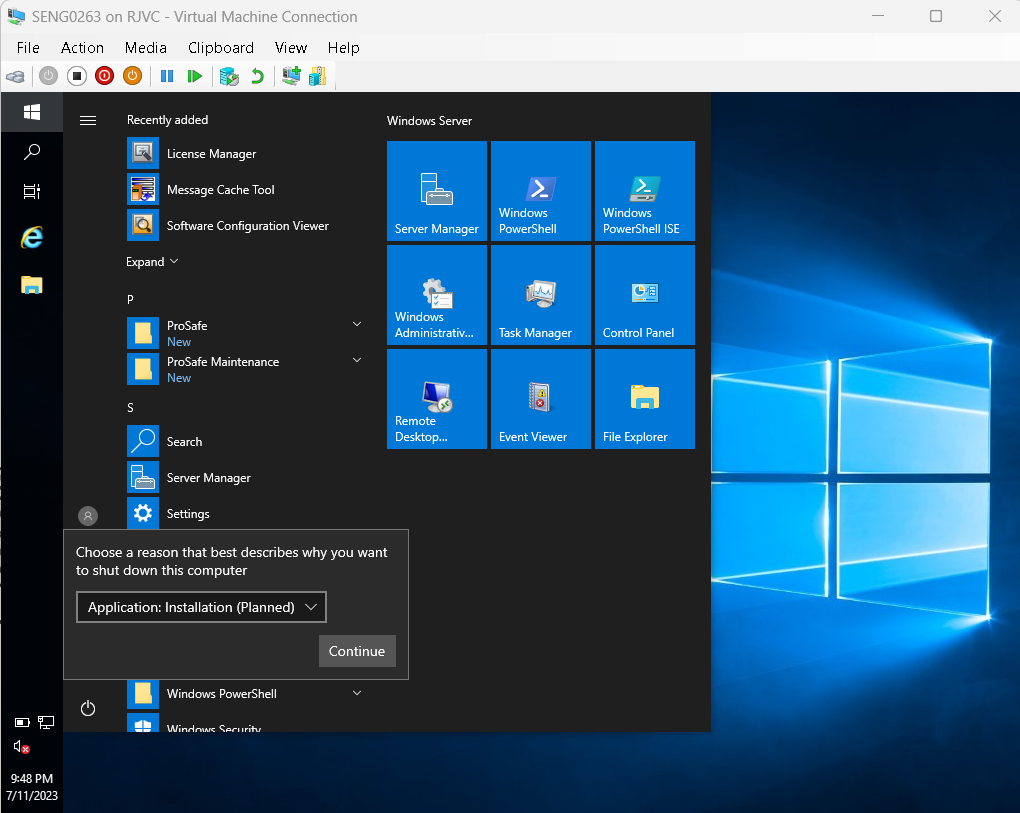 SENG0263 on RJVC - Virtual Machine Connection
File Action Media Clipboard View Help
Recently added
License Manager
Message Cache Tool
Software Configuration Viewer
Expand
P
ProSafe
New
ProSafe Maintenance
New
S
Search
Server Manager
Settings
Windows Server
Server Manager
Windows
PowerShell
Windows
PowerShell ISE
Windows
Administrativ...
Task Manager
Control Panel
Remote
Desktop...
Event Viewer
File Explorer
Choose a reason that best describes why you want
to shut down this computer
Application: Installation (Planned)
Continue
Windows PowerShell
Windows Security
9:48 PM
7/11/2023